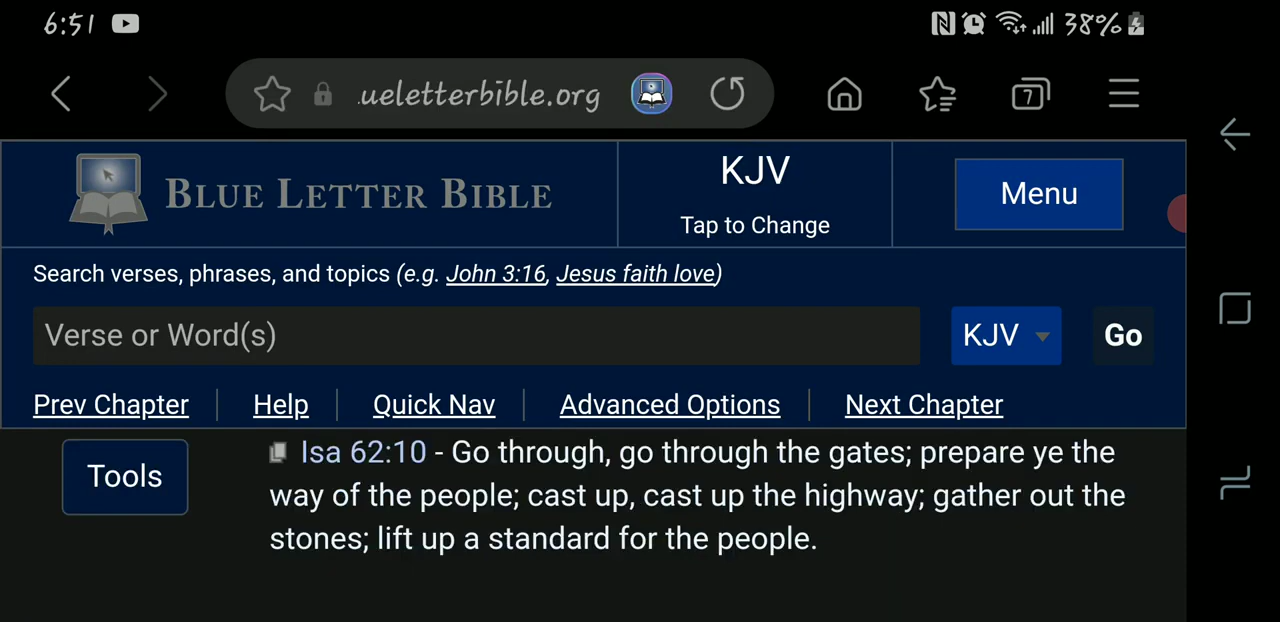 6:51 38%
.ueletterbible.org 7
BLUE LETTER BIBLE
KJV
Tap to Change
Menu
Search verses, phrases, and topics (e.g. John 3:16, Jesus faith love)
Verse or Word(s) KJV Go
Prev Chapter Help Quick Nav Advanced Options Next Chapter
Tools
Isa 62:10 - Go through, go through the gates; prepare ye the
way of the people; cast up, cast up the highway; gather out the
stones; lift up a standard for the people.